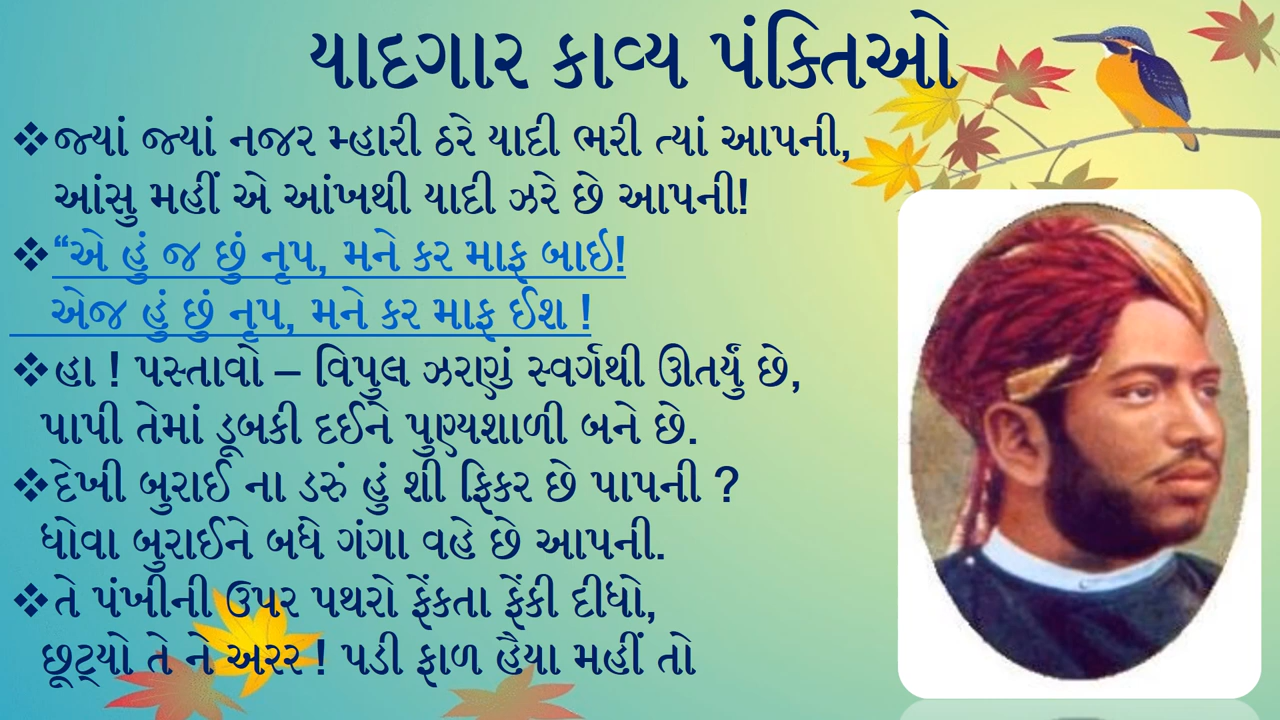 યાદગાર કાવ્ય પંક્તિઓ
❖જ્યાં જ્યાં નજર મ્હારી ઠરે યાદી ભરી ત્યાં આપની,
આંસુ મહીં એ આંખથી યાદી ઝરે છે આપની!
❖“એ હું જ છું નૃપ, મને કર માફ બાઇ!
એજ હું છું નૃપ, મને કર માફ ઈશ !
❖હા ! પસ્તાવો – વિપુલ ઝરણું સ્વર્ગથી ઊતર્યું છે,
પાપી તેમાં ડૂબકી દઈને પુણ્યશાળી બને છે.
❖દેખી બુરાઈ ના ડરું હું શી ફિકર છે પાપની ?
ધોવા બુરાઈને બધે ગંગા વહે છે આપની.
❖તે પંખીની ઉપર પથરો ફેંકતા ફેંકી દીધો,
છૂટ્યો તે ને અરર ! પડી ફાળ હૈયા મહીં તો